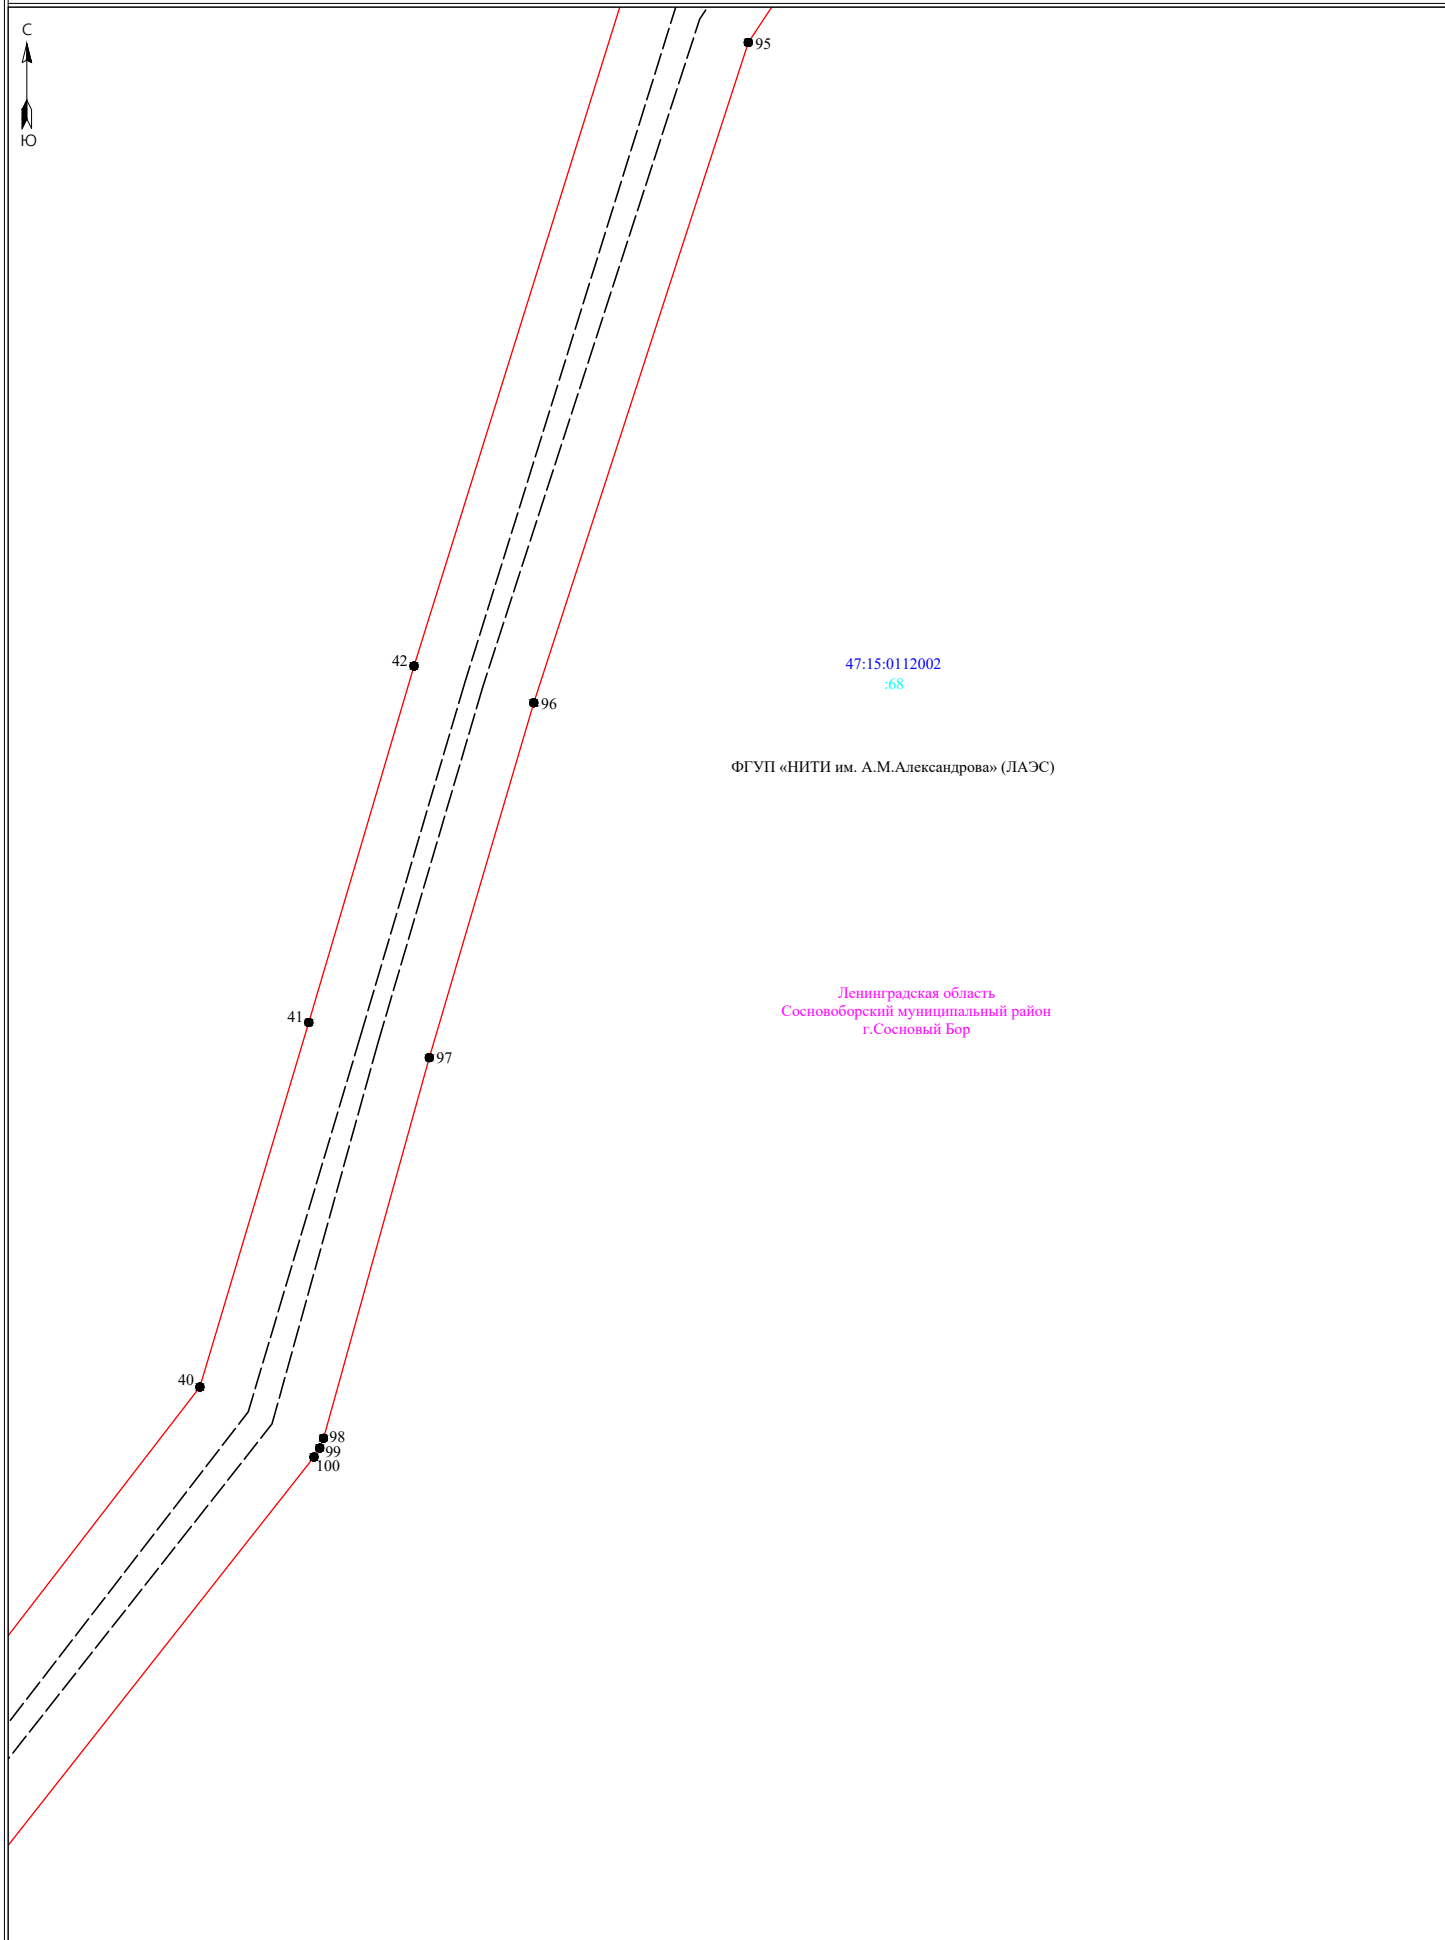 С
Ю
95
42
96
47:15:0112002
:68
ФГУП «НИТИ им. А.М.Александрова» (ЛАЭС)
Ленинградская область
Сосновоборский муниципальный район
г.Сосновый Бор
41
97
40
98
99
100